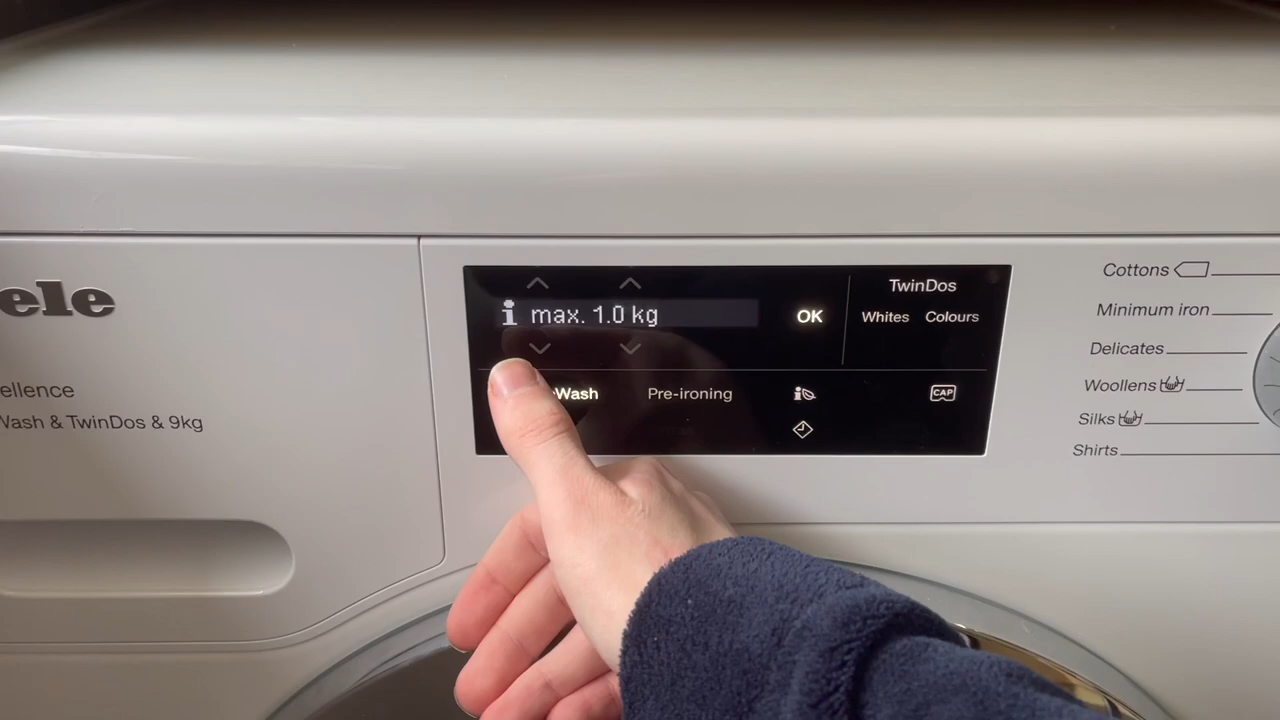 ele
ellence
Wash & TwinDos & 9kg
i max. 1.0 kg
OK
TwinDos
Whites Colours
Wash
Pre-ironing
CAP
Cottons
Minimum iron
Delicates
Woollens
Silks
Shirts